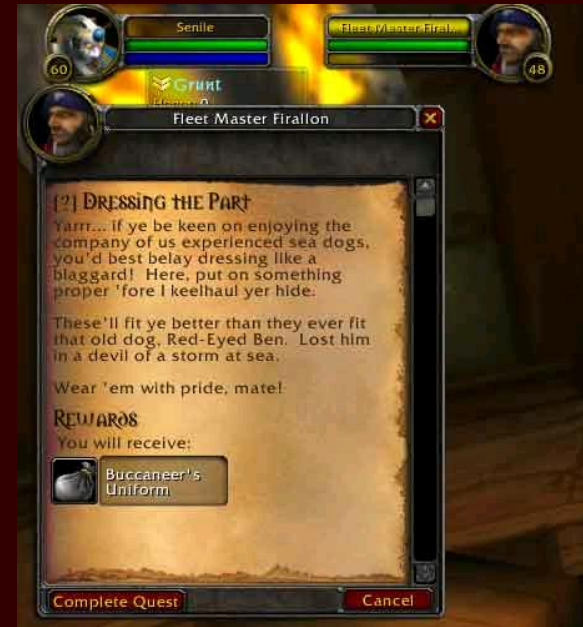 Senile
Fleet Master Firal..
60
48
Grunt
Honor: 0
Fleet Master Firallon
[?] Dressing the Part
Yarrr... if ye be keen on enjoying the
company of us experienced sea dogs,
you'd best belay dressing like a
blaggard! Here, put on something
proper 'fore I keelhaul yer hide.
These'll fit ye better than they ever fit
that old dog, Red-Eyed Ben. Lost him
in a devil of a storm at sea.
Wear 'em with pride, mate!
Rewards
You will receive:
Buccaneer's
Uniform
Complete Quest
Cancel